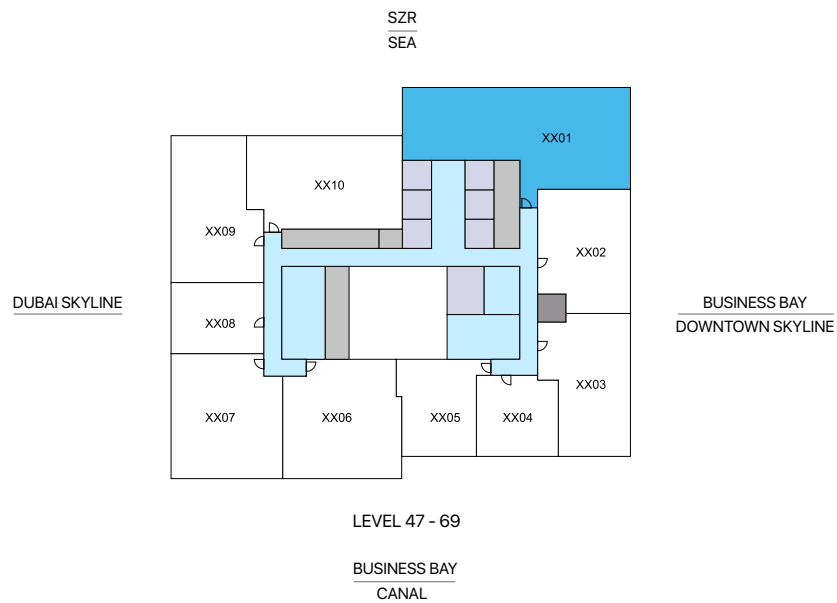 SZR
SEA
XX01
XX10
XX09
XX02
DUBAI SKYLINE
BUSINESS BAY
DOWNTOWN SKYLINE
XX08
XX03
XX07
XX06
XX05
XX04
LEVEL 47 - 69
BUSINESS BAY
CANAL